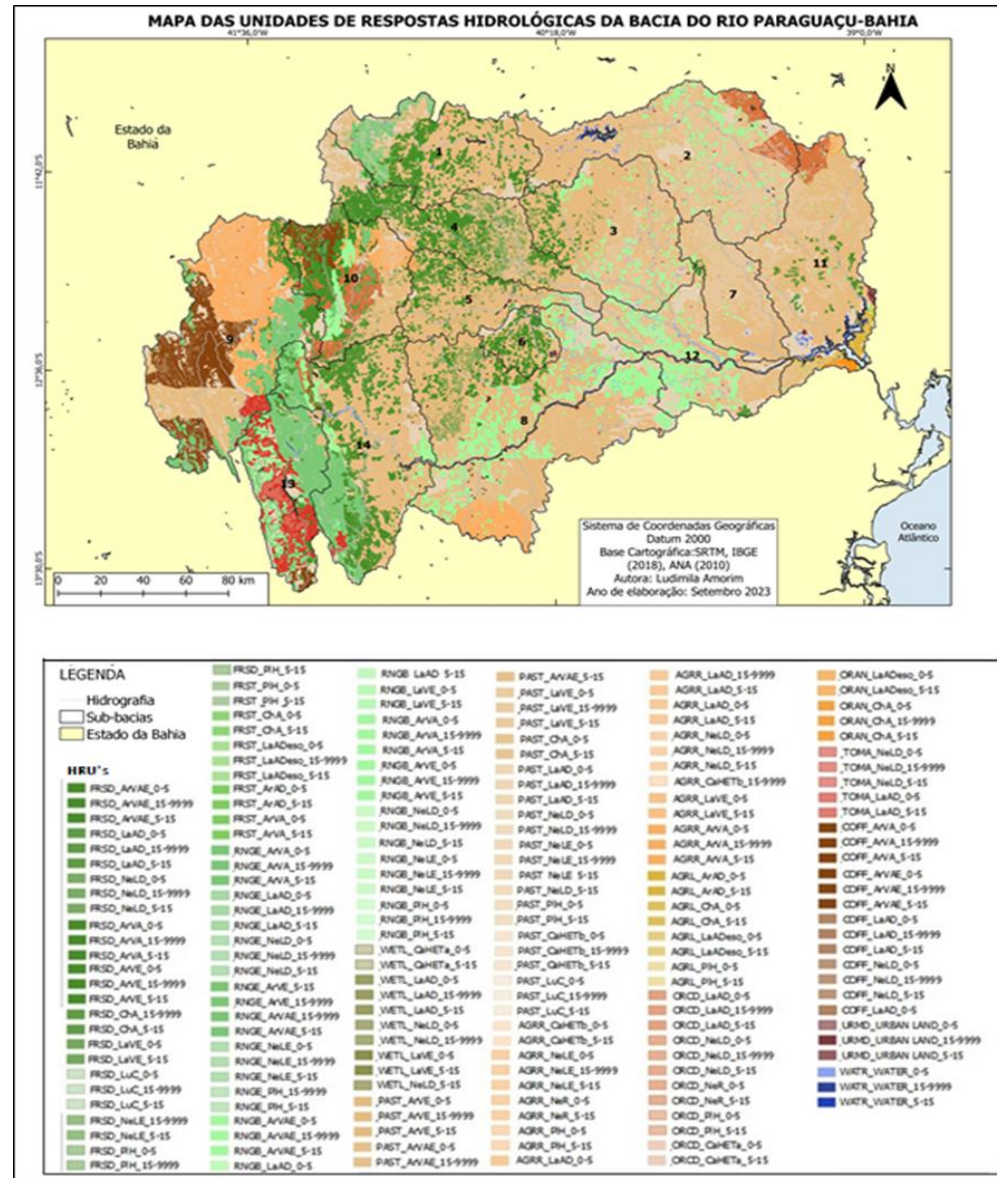 MAPA DAS UNIDADES DE RESPOSTAS HIDROLÓGICAS DA BACIA DO RIO PARAGUAÇU-BAHIA
41°36,0'W
40°18,0'W
39°0,0'W
N
Estado da
Bahia
11°42,0'S
12°36,0'S
13°30,0'S
1
2
3
4
5
6
7
8
9
10
11
12
13
14
Oceano
Atlântico
0 20 40 60 80 km
Sistema de Coordenadas Geográficas
Datum 2000
Base Cartográfica:SRTM, IBGE
(2018), ANA (2010)
Autora: Ludimila Amorim
Ano de elaboração: Setembro 2023
LEGENDA
Hidrografia
Sub-bacias
Estado da Bahia
HRU's
FRSD_ArVAE_0-5
FRSD_ArVAE_15-9999
FRSD_ArVAE_5-15
FRSD_LaAD_0-5
FRSD_LaAD_15-9999
FRSD_LaAD_5-15
FRSD_NeLD_0-5
FRSD_NeLD_15-9999
FRSD_NeLD_5-15
FRSD_ArVA_0-5
FRSD_ArVA_15-9999
FRSD_ArVA_5-15
FRSD_ArVE_0-5
FRSD_ArVE_15-9999
FRSD_ArVE_5-15
FRSD_ChA_15-9999
FRSD_ChA_5-15
FRSD_LaVE_0-5
FRSD_LaVE_5-15
FRSD_LuC_0-5
FRSD_LuC_15-9999
FRSD_LuC_5-15
FRSD_NeLE_15-9999
FRSD_NeLE_5-15
FRSD_PlH_0-5
FRSD_PlH_15-9999
FRSD_PlH_5-15
FRST_PlH_0-5
FRST_PlH_5-15
FRST_ChA_0-5
FRST_ChA_5-15
FRST_LaADeso_0-5
FRST_LaADeso_15-9999
FRST_LaADeso_5-15
FRST_ArAD_0-5
FRST_ArAD_5-15
FRST_ArVA_0-5
FRST_ArVA_5-15
RNGE_ArVA_0-5
RNGE_ArVA_15-9999
RNGE_ArVA_5-15
RNGE_LaAD_0-5
RNGE_LaAD_15-9999
RNGE_LaAD_5-15
RNGE_NeLD_0-5
RNGE_NeLD_15-9999
RNGE_NeLD_5-15
RNGE_ArVE_5-15
RNGE_ArVE_15-9999
RNGE_ArVAE_15-9999
RNGE_ArVAE_5-15
RNGE_NeLE_0-5
RNGE_NeLE_15-9999
RNGE_NeLE_5-15
RNGE_PlH_15-9999
RNGE_PlH_5-15
RNGB_ArVAE_0-5
RNGB_ArVAE_15-9999
RNGB_ArVAE_5-15
RNGB_LaAD_0-5
RNGB_LaAD_5-15
RNGB_LaVE_0-5
RNGB_LaVE_5-15
RNGB_ArVA_0-5
RNGB_ArVA_15-9999
RNGB_ArVA_5-15
RNGB_ArVE_0-5
RNGB_ArVE_15-9999
RNGB_ArVE_5-15
RNGB_NeLD_0-5
RNGB_NeLD_15-9999
RNGB_NeLD_5-15
RNGB_NeLE_0-5
RNGB_NeLE_15-9999
RNGB_NeLE_5-15
RNGB_PlH_0-5
RNGB_PlH_15-9999
RNGB_PlH_5-15
WETL_CaHETa_0-5
WETL_CaHETa_5-15
WETL_LaAD_0-5
WETL_LaAD_15-9999
WETL_LaAD_5-15
WETL_NeLD_0-5
WETL_NeLD_15-9999
WETL_LaVE_0-5
WETL_LaVE_5-15
WETL_NeLD_5-15
PAST_ArVE_0-5
PAST_ArVE_15-9999
PAST_ArVE_5-15
PAST_ArVAE_0-5
PAST_ArVAE_15-9999
PAST_ArVAE_5-15
PAST_LaVE_0-5
PAST_LaVE_15-9999
PAST_LaVE_5-15
PAST_ChA_0-5
PAST_ChA_5-15
PAST_LaAD_0-5
PAST_LaAD_15-9999
PAST_LaAD_5-15
PAST_NeLD_0-5
PAST_NeLD_15-9999
PAST_NeLE_0-5
PAST_NeLE_15-9999
PAST_NeLE_5-15
PAST_NeLD_5-15
PAST_PlH_0-5
PAST_PlH_5-15
PAST_CaHETb_0-5
PAST_CaHETb_15-9999
PAST_CaHETb_5-15
PAST_LuC_0-5
PAST_LuC_15-9999
PAST_LuC_5-15
AGRR_CaHETb_0-5
AGRR_CaHETb_5-15
AGRR_NeLE_0-5
AGRR_NeLE_15-9999
AGRR_NeLE_5-15
AGRR_NeR_0-5
AGRR_NeR_5-15
AGRR_PlH_0-5
AGRR_PlH_5-15
AGRR_LaAD_0-5
AGRR_LaAD_15-9999
AGRR_LaAD_5-15
AGRR_LaAD_0-5
AGRR_LaAD_5-15
AGRR_NeLD_0-5
AGRR_NeLD_15-9999
AGRR_NeLD_5-15
AGRR_CaHETb_15-9999
AGRR_LaVE_0-5
AGRR_LaVE_5-15
AGRR_ArVA_0-5
AGRR_ArVA_15-9999
AGRR_ArVA_5-15
AGRL_ArAD_0-5
AGRL_ArAD_5-15
AGRL_ChA_0-5
AGRL_ChA_5-15
AGRL_LaADeso_0-5
AGRL_LaADeso_5-15
AGRL_PlH_0-5
AGRL_PlH_5-15
ORCD_LaAD_0-5
ORCD_LaAD_15-9999
ORCD_LaAD_5-15
ORCD_NeLD_0-5
ORCD_NeLD_15-9999
ORCD_NeLD_5-15
ORCD_NeR_0-5
ORCD_NeR_5-15
ORCD_PlH_0-5
ORCD_PlH_5-15
ORCD_CaHETa_0-5
ORCD_CaHETa_5-15
ORAN_LaADeso_0-5
ORAN_LaADeso_5-15
ORAN_ChA_0-5
ORAN_ChA_15-9999
ORAN_ChA_5-15
TOMA_NeLD_0-5
TOMA_NeLD_15-9999
TOMA_NeLD_5-15
TOMA_LaAD_0-5
TOMA_LaAD_5-15
COFF_ArVA_0-5
COFF_ArVA_15-9999
COFF_ArVA_5-15
COFF_ArVAE_0-5
COFF_ArVAE_15-9999
COFF_ArVAE_5-15
COFF_LaAD_0-5
COFF_LaAD_15-9999
COFF_LaAD_5-15
COFF_NeLD_0-5
COFF_NeLD_15-9999
COFF_NeLD_5-15
COFF_LaAD_0-5
URMD_URBAN LAND_0-5
URMD_URBAN LAND_15-9999
URMD_URBAN LAND_5-15
WATR_WATER_0-5
WATR_WATER_15-9999
WATR_WATER_5-15